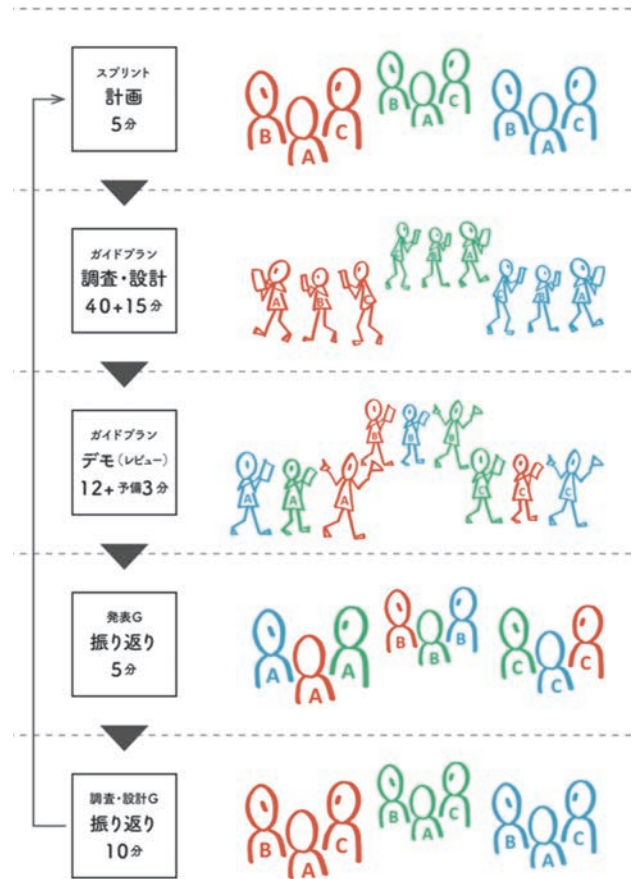 スプリント
計画
5分
B A C
B A C
B A C
ガイドプラン
調査・設計
40+15分
A B
A A
B A
ガイドプラン
デモ（レビュー）
12+予備3分
B B B
A A A
C C C
発表G
振り返り
5分
A A A
B B B
C C C
調査・設計G
振り返り
10分
B A C
B A C
B A C